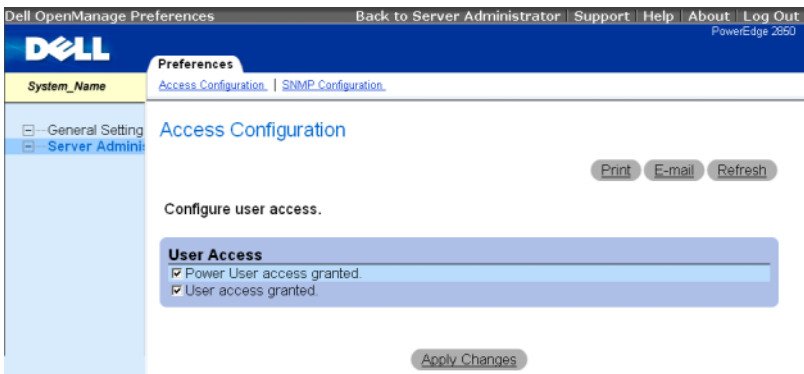 Dell OpenManage Preferences Back to Server Administrator | Support | Help | About | Log Out
PowerEdge 2850
DELL
Preferences
System_Name
Access Configuration | SNMP Configuration
General Setting
Server Adminis
Access Configuration
Print E-mail Refresh
Configure user access.
User Access
Power User access granted.
User access granted.
Apply Changes